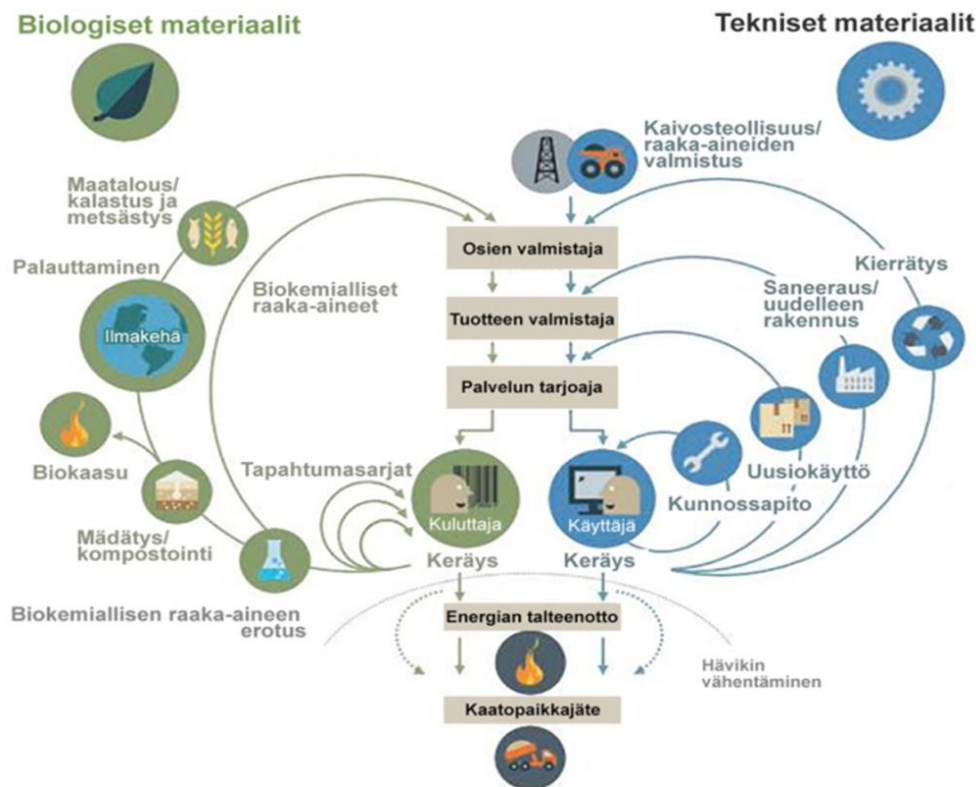 Biologiset materiaalit
Tekniset materiaalit
Kaivosteollisuus/
raaka-aineiden
valmistus
Maatalous/
kalastus ja
metsästys
Osien valmistaja
Kierrätys
Palauttaminen
Biokemialliset
raaka-aineet
Saneeraus/
uudelleen
rakennus
Ilmakehä
Tuotteen valmistaja
Palvelun tarjoaja
Biokaasu
Tapahtumasarjat
Uusiokäyttö
Kunnossapito
Kuluttaja
Käyttäjä
Mädätys/
kompostointi
Keräys
Keräys
Biokemiallisen raaka-aineen
erotus
Energian talteenotto
Hävikin
vähentäminen
Kaatopaikkajäte